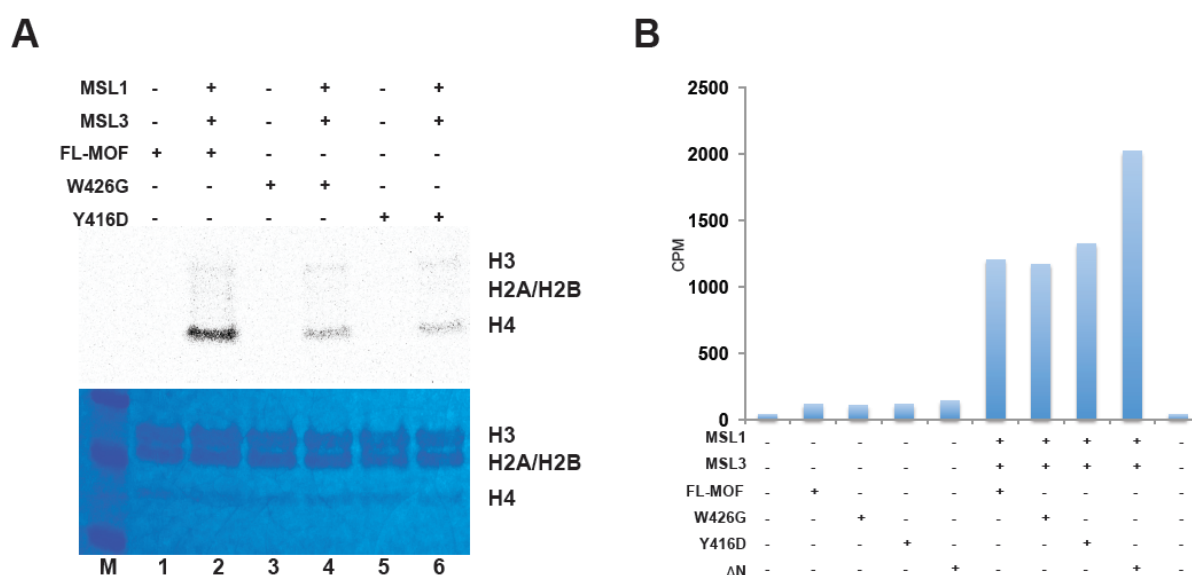 A
MSL1 - + - + - +
MSL3 - + - + - +
FL-MOF + + - - - -
W426G - - + + - -
Y416D - - - - + +
H3
H2A/H2B
H4
H3
H2A/H2B
H4
M 1 2 3 4 5 6
B
2500
2000
1500
1000
500
0
CPM
MSL1 - - - - - + + + + -
MSL3 - - - - - + + + + -
FL-MOF - + - - - + - - - -
W426G - - + - - - + - - -
Y416D - - - + - - - + - -
ΔN - - - - + - - - + -